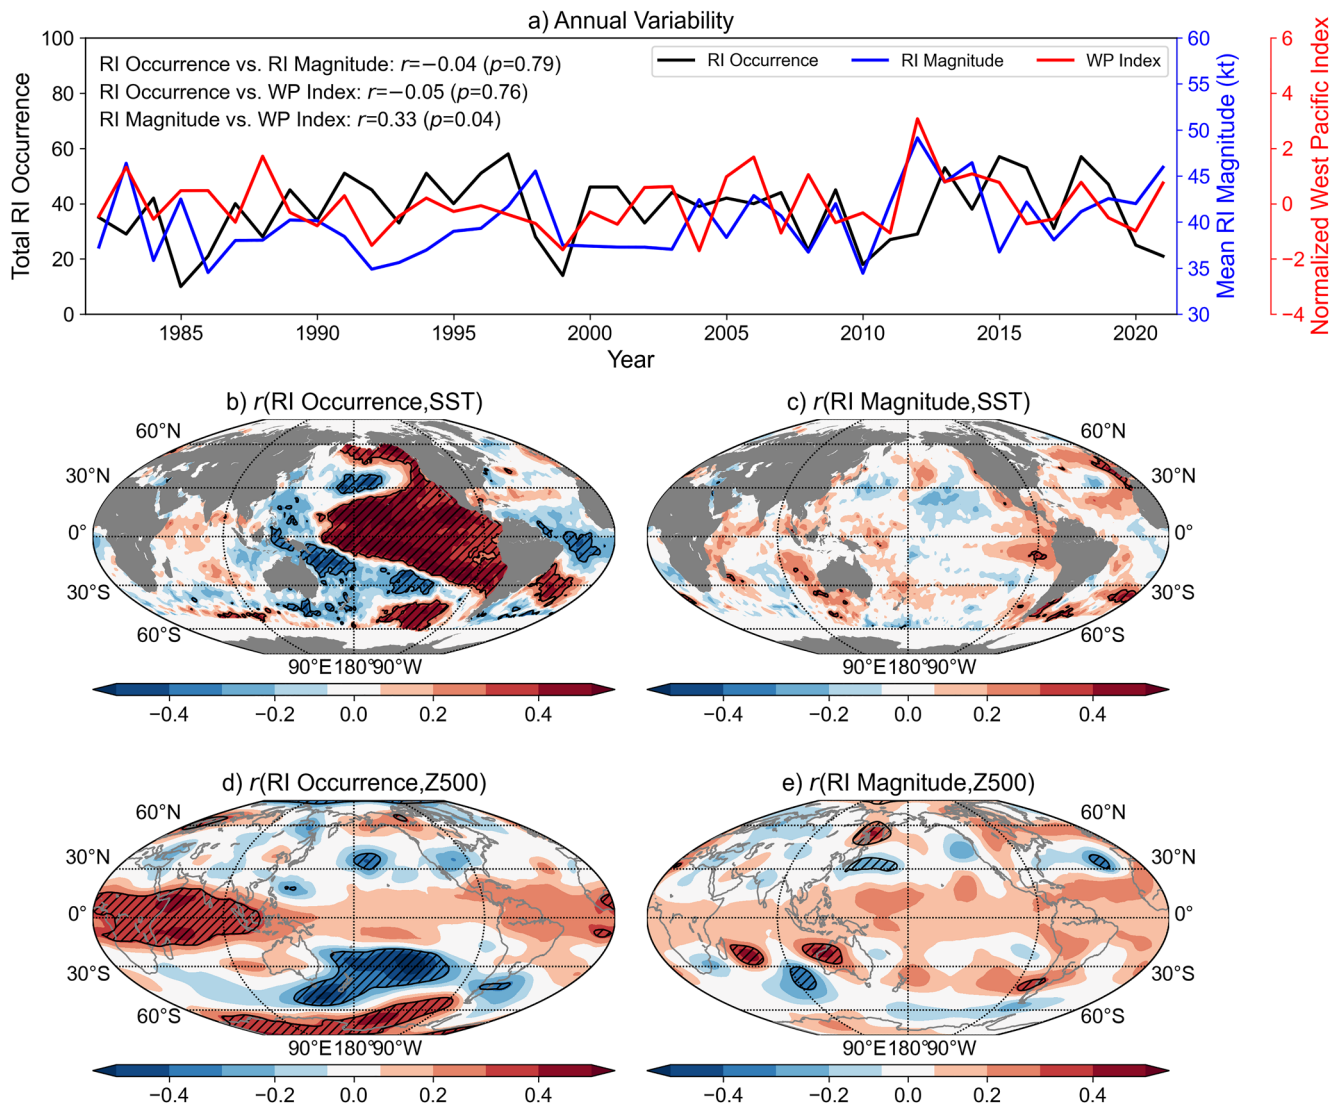 a) Annual Variability
RI Occurrence vs. RI Magnitude: r=−0.04 (p=0.79)
RI Occurrence vs. WP Index: r=−0.05 (p=0.76)
RI Magnitude vs. WP Index: r=0.33 (p=0.04)
RI Occurrence RI Magnitude WP Index
Total RI Occurrence
100
80
60
40
20
0
Mean RI Magnitude (kt)
60
55
50
45
40
35
30
Normalized West Pacific Index
6
4
2
0
−2
−4
1985 1990 1995 2000 2005 2010 2015 2020
Year
b) r(RI Occurrence,SST)
60°N
30°N
0°
30°S
60°S
90°E180°90°W
−0.4 −0.2 0.0 0.2 0.4
c) r(RI Magnitude,SST)
60°N
30°N
0°
30°S
60°S
90°E180°90°W
−0.4 −0.2 0.0 0.2 0.4
d) r(RI Occurrence,Z500)
60°N
30°N
0°
30°S
60°S
90°E180°90°W
−0.4 −0.2 0.0 0.2 0.4
e) r(RI Magnitude,Z500)
60°N
30°N
0°
30°S
60°S
90°E180°90°W
−0.4 −0.2 0.0 0.2 0.4